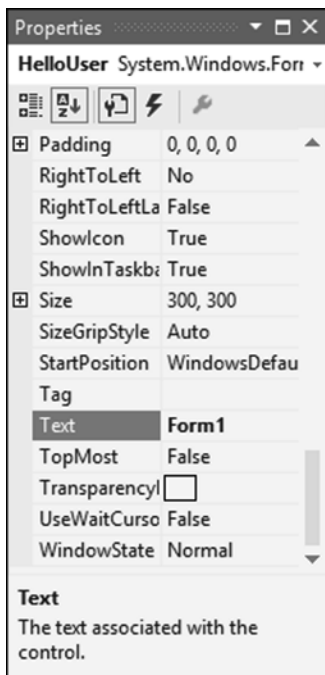 Properties
HelloUser System.Windows.Forr
Padding 0, 0, 0, 0
RightToLeft No
RightToLeftLa False
ShowIcon True
ShowInTaskba True
Size 300, 300
SizeGripStyle Auto
StartPosition WindowsDefau
Tag
Text Form1
TopMost False
TransparencyI
UseWaitCurso False
WindowState Normal
Text
The text associated with the
control.